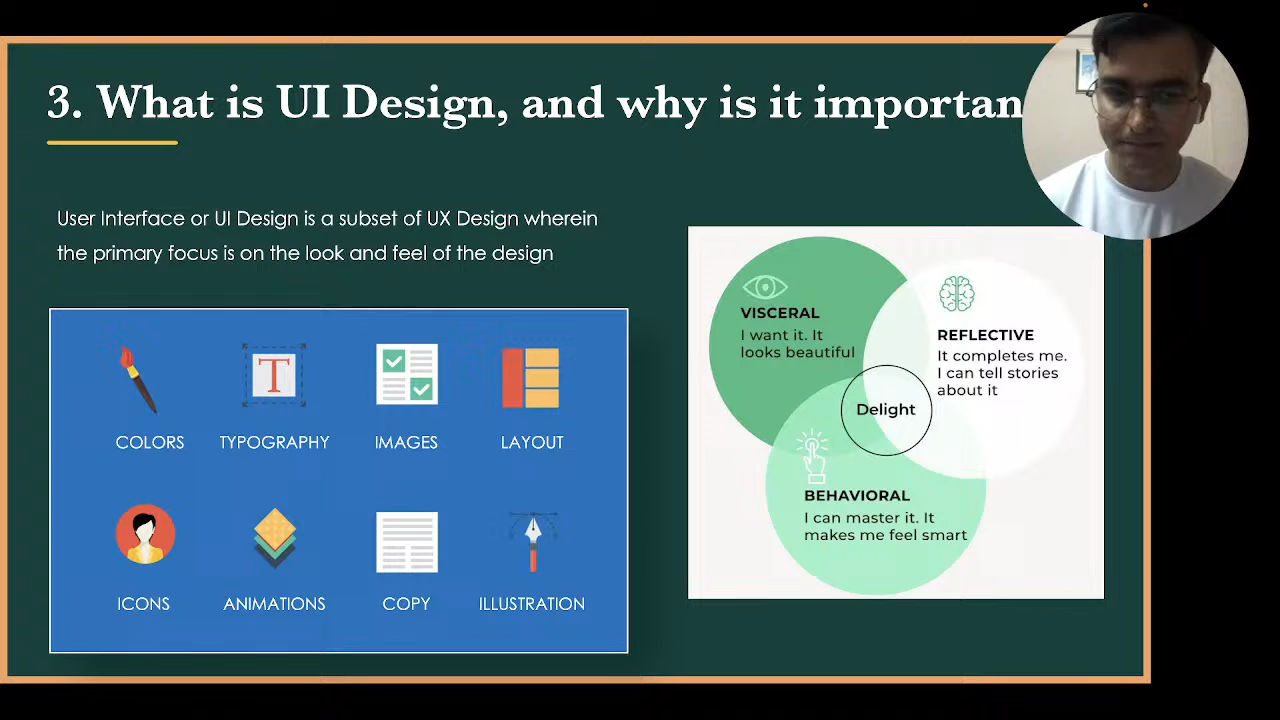 3. What is UI Design, and why is it importan
User Interface or UI Design is a subset of UX Design wherein
the primary focus is on the look and feel of the design
COLORS
TYPOGRAPHY
IMAGES
LAYOUT
ICONS
ANIMATIONS
COPY
ILLUSTRATION
VISCERAL
I want it. It
looks beautiful
REFLECTIVE
It completes me.
I can tell stories
about it
Delight
BEHAVIORAL
I can master it. It
makes me feel smart